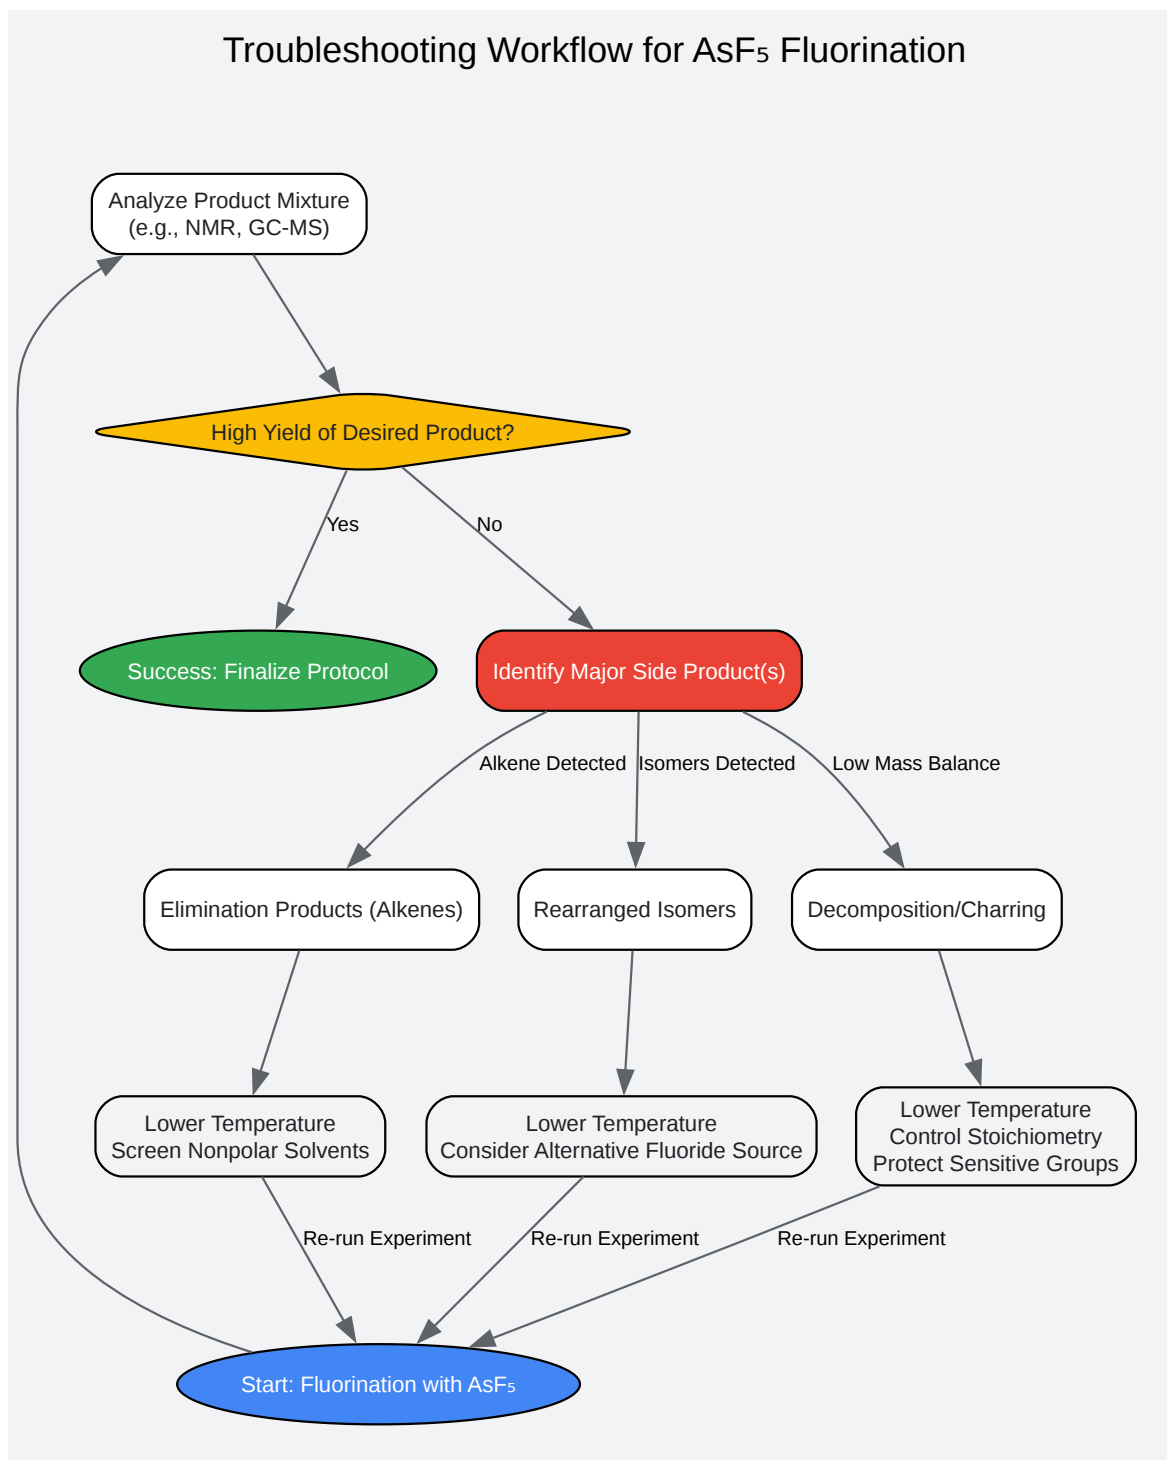 Troubleshooting Workflow for AsF₅ Fluorination
Analyze Product Mixture
(e.g., NMR, GC-MS)
High Yield of Desired Product?
Yes
No
Success: Finalize Protocol
Identify Major Side Product(s)
Alkene Detected
Isomers Detected
Low Mass Balance
Elimination Products (Alkenes)
Rearranged Isomers
Decomposition/Charring
Lower Temperature
Screen Nonpolar Solvents
Lower Temperature
Consider Alternative Fluoride Source
Lower Temperature
Control Stoichiometry
Protect Sensitive Groups
Re-run Experiment
Re-run Experiment
Re-run Experiment
Start: Fluorination with AsF₅